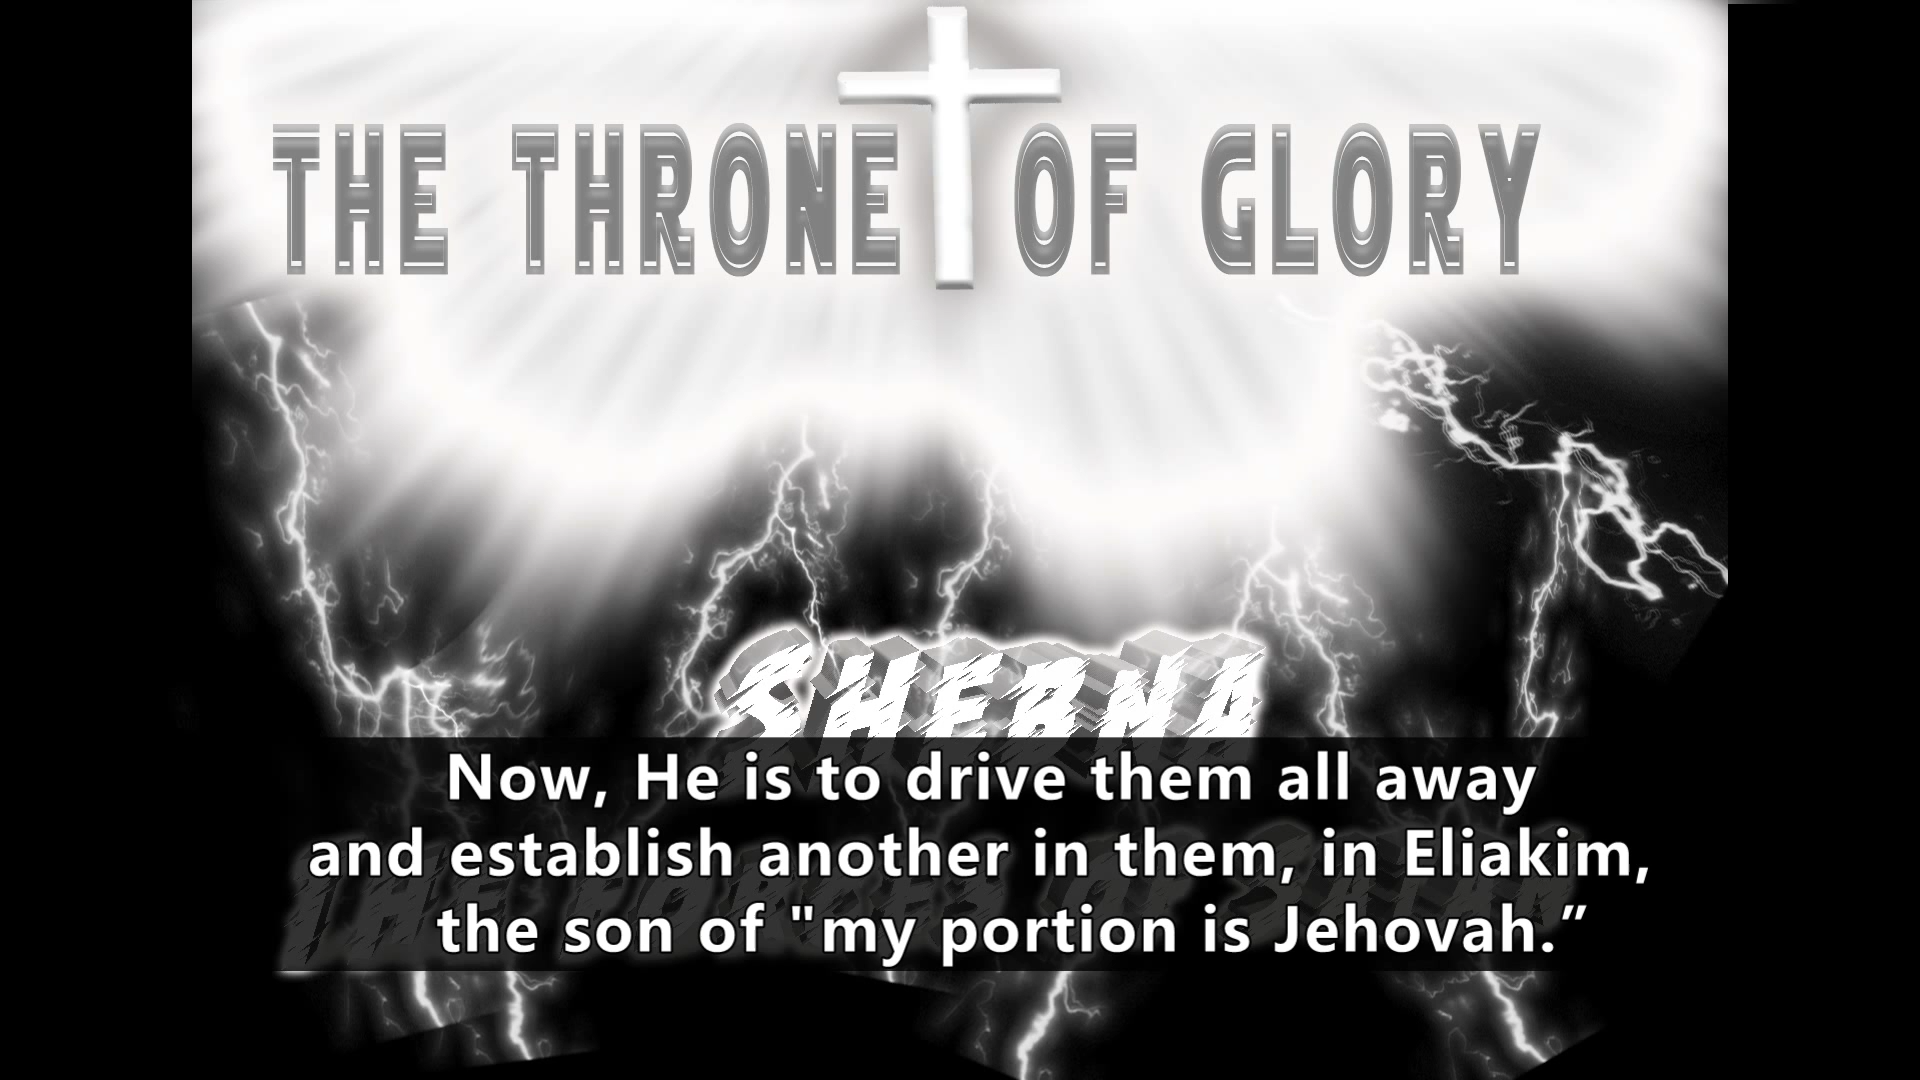 THE THRONE OF GLORY
SHEBNA
Now, He is to drive them all away
and establish another in them, in Eliakim,
the son of "my portion is Jehovah.”